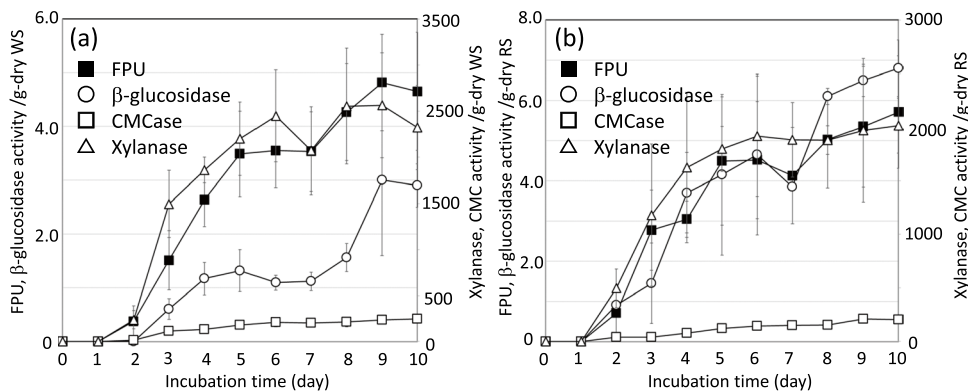 (a)
FPU
β-glucosidase
CMCase
Xylanase
6.0
4.0
2.0
0
FPU, β-glucosidase activity /g-dry WS
3500
2500
1500
500
0
Xylanase, CMC activity /g-dry WS
0 1 2 3 4 5 6 7 8 9 10
Incubation time (day)
(b)
FPU
β-glucosidase
CMCase
Xylanase
8.0
6.0
4.0
2.0
0
FPU, β-glucosidase activity /g-dry RS
3000
2000
1000
0
Xylanase, CMC activity /g-dry RS
0 1 2 3 4 5 6 7 8 9 10
Incubation time (day)